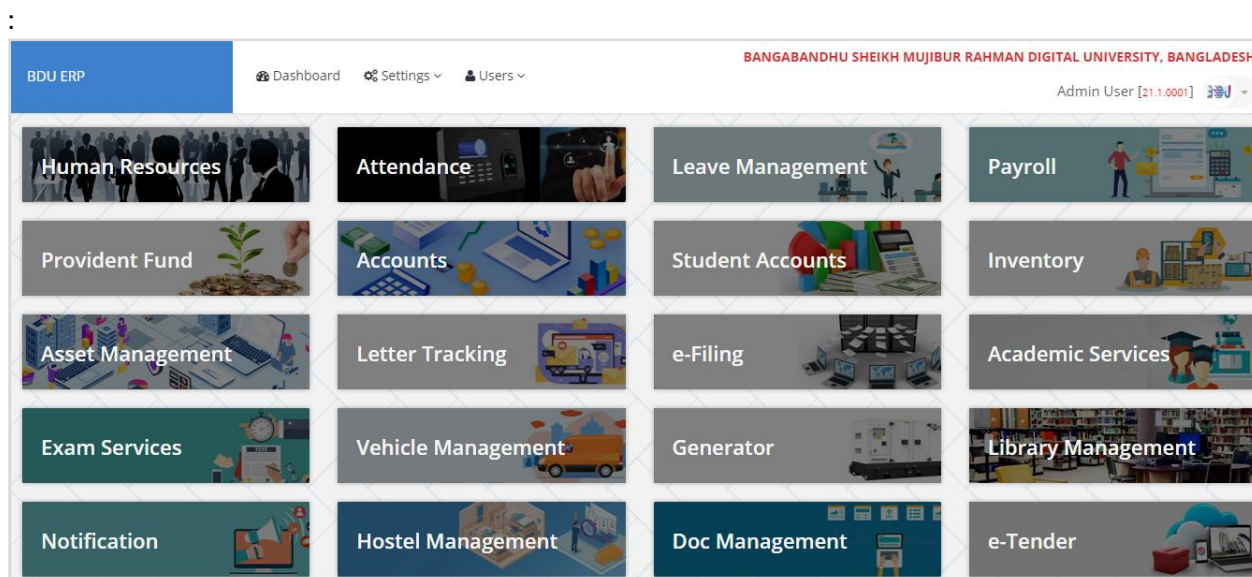 :
BANGABANDHU SHEIKH MUJIBUR RAHMAN DIGITAL UNIVERSITY, BANGLADESH
BDU ERP Dashboard Settings Users
Admin User [21.1.0001]
Human Resources Attendance Leave Management Payroll
Provident Fund Accounts Student Accounts Inventory
Asset Management Letter Tracking e-Filing Academic Services
Exam Services Vehicle Management Generator Library Management
Notification Hostel Management Doc Management e-Tender